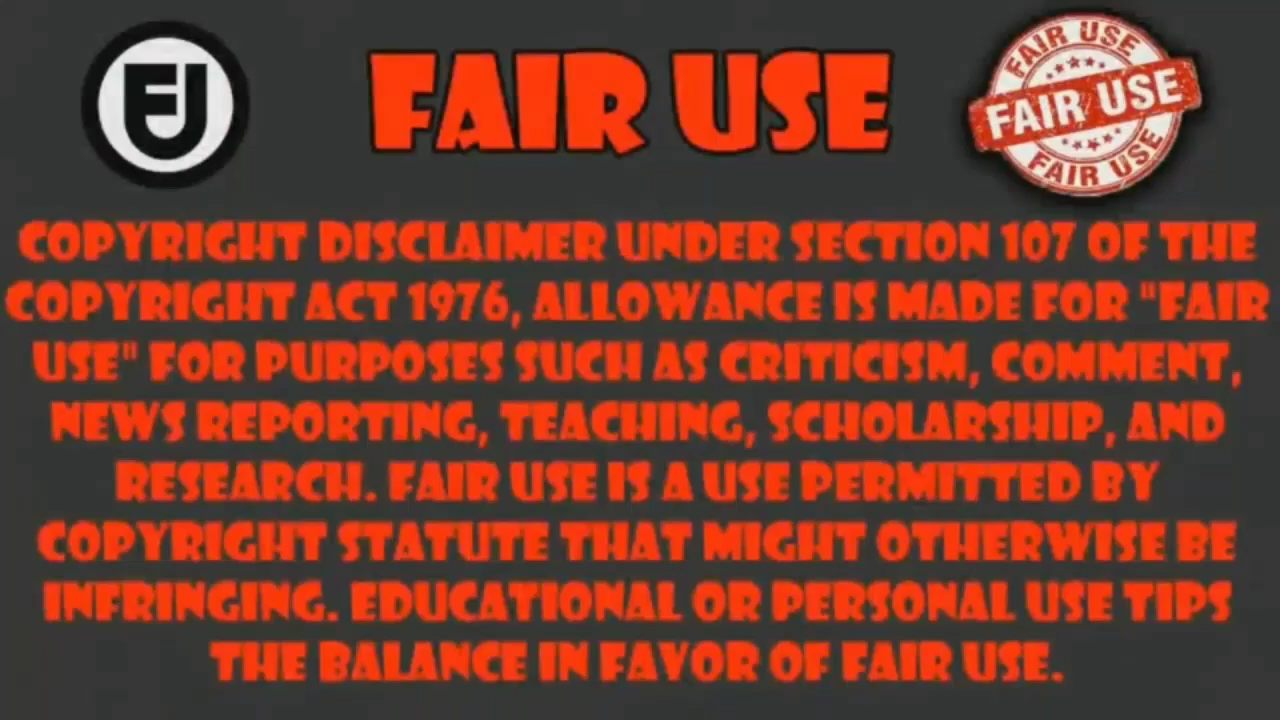 FU
FAIR USE
FAIR USE
FAIR USE
FAIR USE
COPYRIGHT DISCLAIMER UNDER SECTION 107 OF THE
COPYRIGHT ACT 1976, ALLOWANCE IS MADE FOR "FAIR
USE" FOR PURPOSES SUCH AS CRITICISM, COMMENT,
NEWS REPORTING, TEACHING, SCHOLARSHIP, AND
RESEARCH. FAIR USE IS A USE PERMITTED BY
COPYRIGHT STATUTE THAT MIGHT OTHERWISE BE
INFRINGING. EDUCATIONAL OR PERSONAL USE TIPS
THE BALANCE IN FAVOR OF FAIR USE.